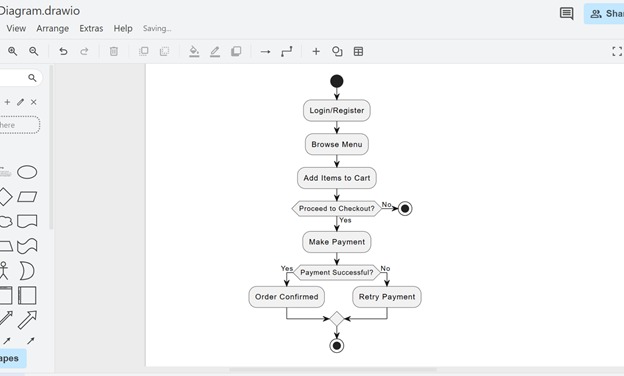 Diagram.drawio
View Arrange Extras Help Saving...
Shar
here
Login/Register
Browse Menu
Add Items to Cart
Proceed to Checkout? No
Yes
Make Payment
Yes Payment Successful? No
Order Confirmed Retry Payment
apes